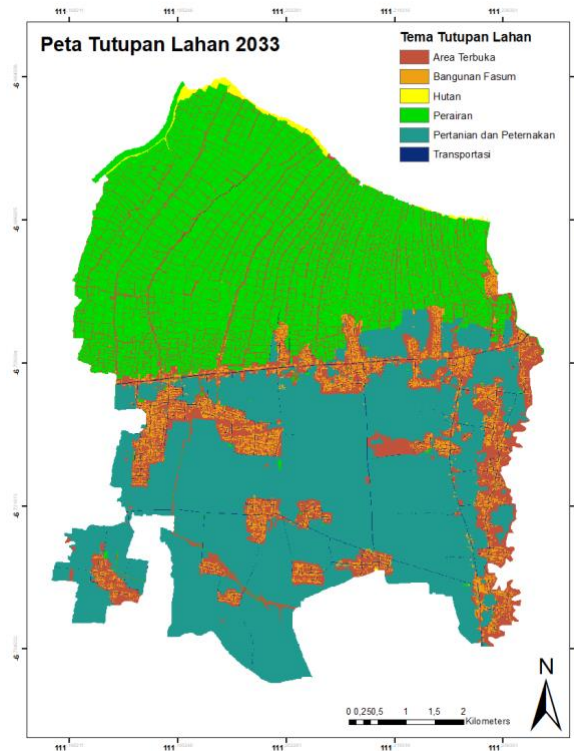 111 111 111 111 111
Peta Tutupan Lahan 2033
Tema Tutupan Lahan
Area Terbuka
Bangunan Fasum
Hutan
Perairan
Pertanian dan Peternakan
Transportasi
N
0 0,250,5 1 1,5 2
Kilometers
111 111 111 111 111